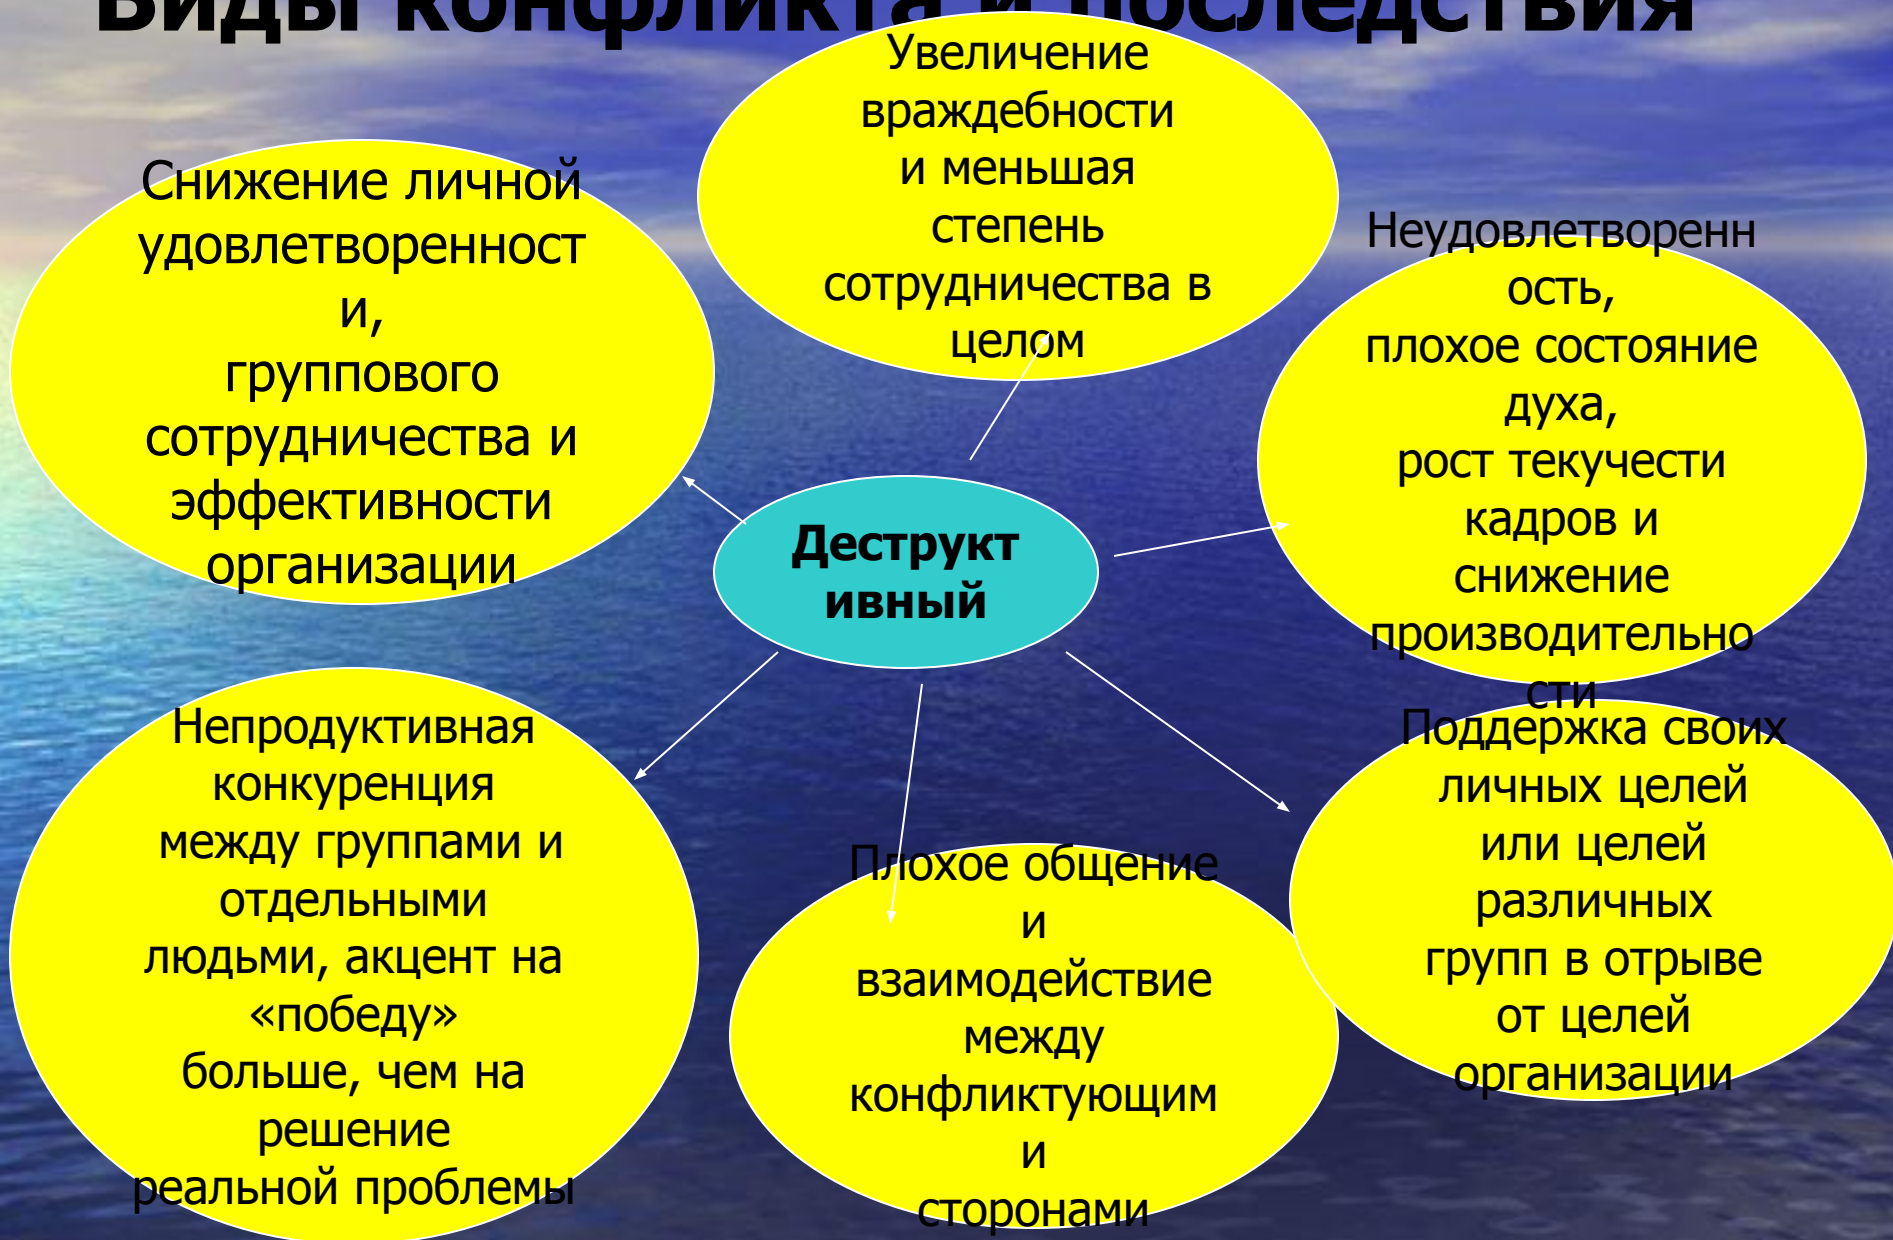 Виды конфликта и последствия
Увеличение
враждебности
и меньшая
степень
сотрудничества в
целом
Снижение личной
удовлетворенност
и,
группового
сотрудничества и
эффективности
организации
Неудовлетворенн
ость,
плохое состояние
духа,
рост текучести
кадров и
снижение
производительно
сти
Деструкт
ивный
Непродуктивная
конкуренция
между группами и
отдельными
людьми, акцент на
«победу»
больше, чем на
решение
реальной проблемы
Плохое общение
и
взаимодействие
между
конфликтующим
и
сторонами
Поддержка своих
личных целей
или целей
различных
групп в отрыве
от целей
организации